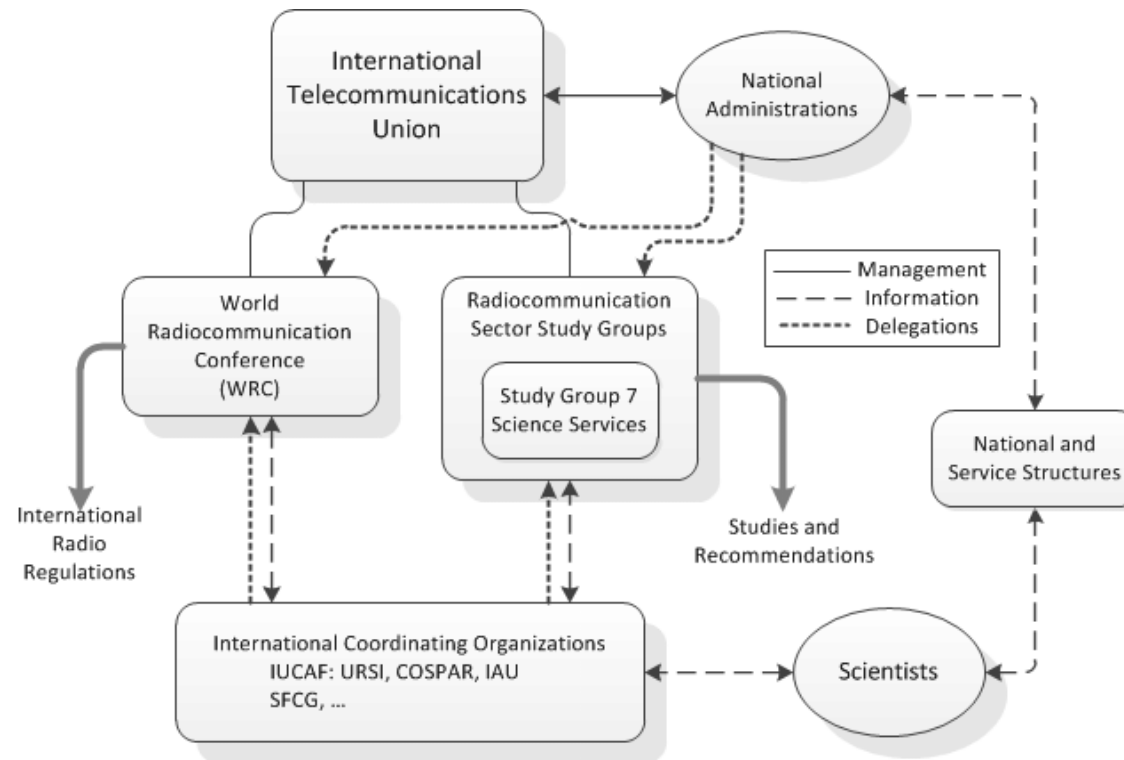 International
Telecommunications
Union
National
Administrations
World
Radiocommunication
Conference
(WRC)
Radiocommunication
Sector Study Groups
Study Group 7
Science Services
Management
Information
Delegations
National and
Service Structures
International
Radio
Regulations
Studies and
Recommendations
International Coordinating Organizations
IUCAF: URSI, COSPAR, IAU
SFCG, ...
Scientists